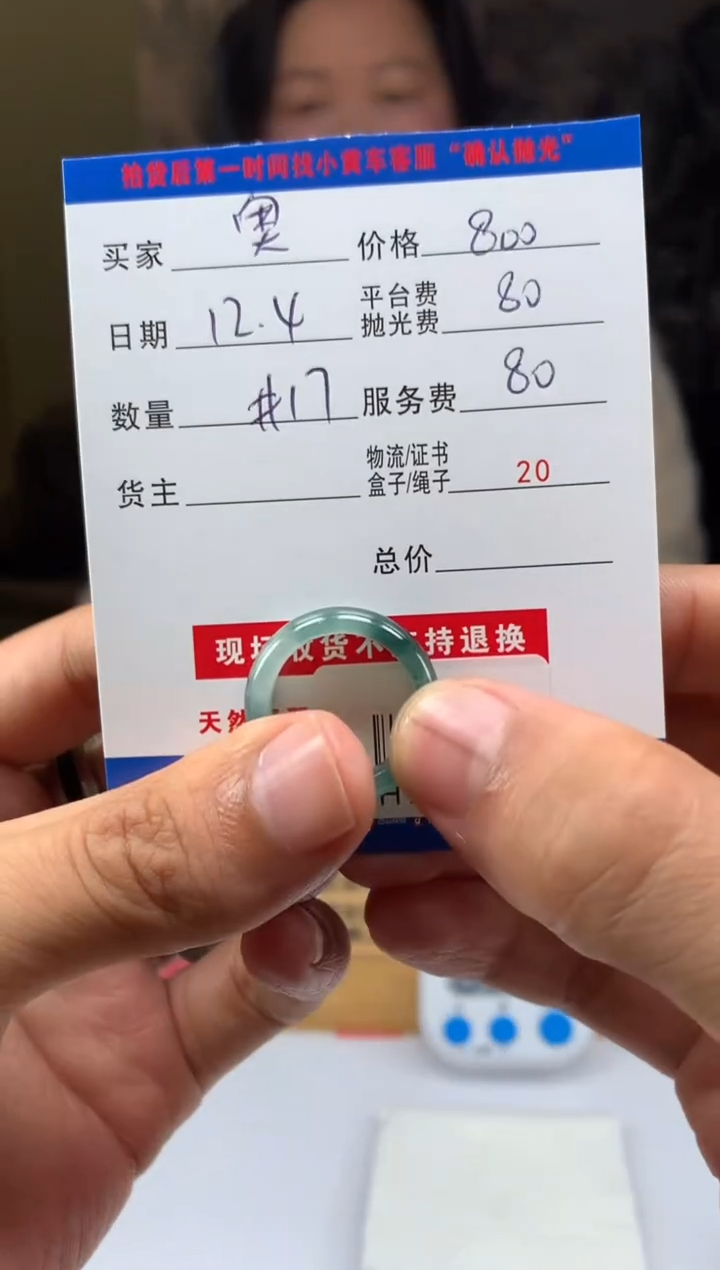 拍货后第一时间找小黄车客服“确认抛光”
买家 奥 价格 800
日期 12.4 平台费 抛光费 80
数量 #17 服务费 80
货主 物流/证书 盒子/绳子 20
总价
现场收货不支持退换
天然